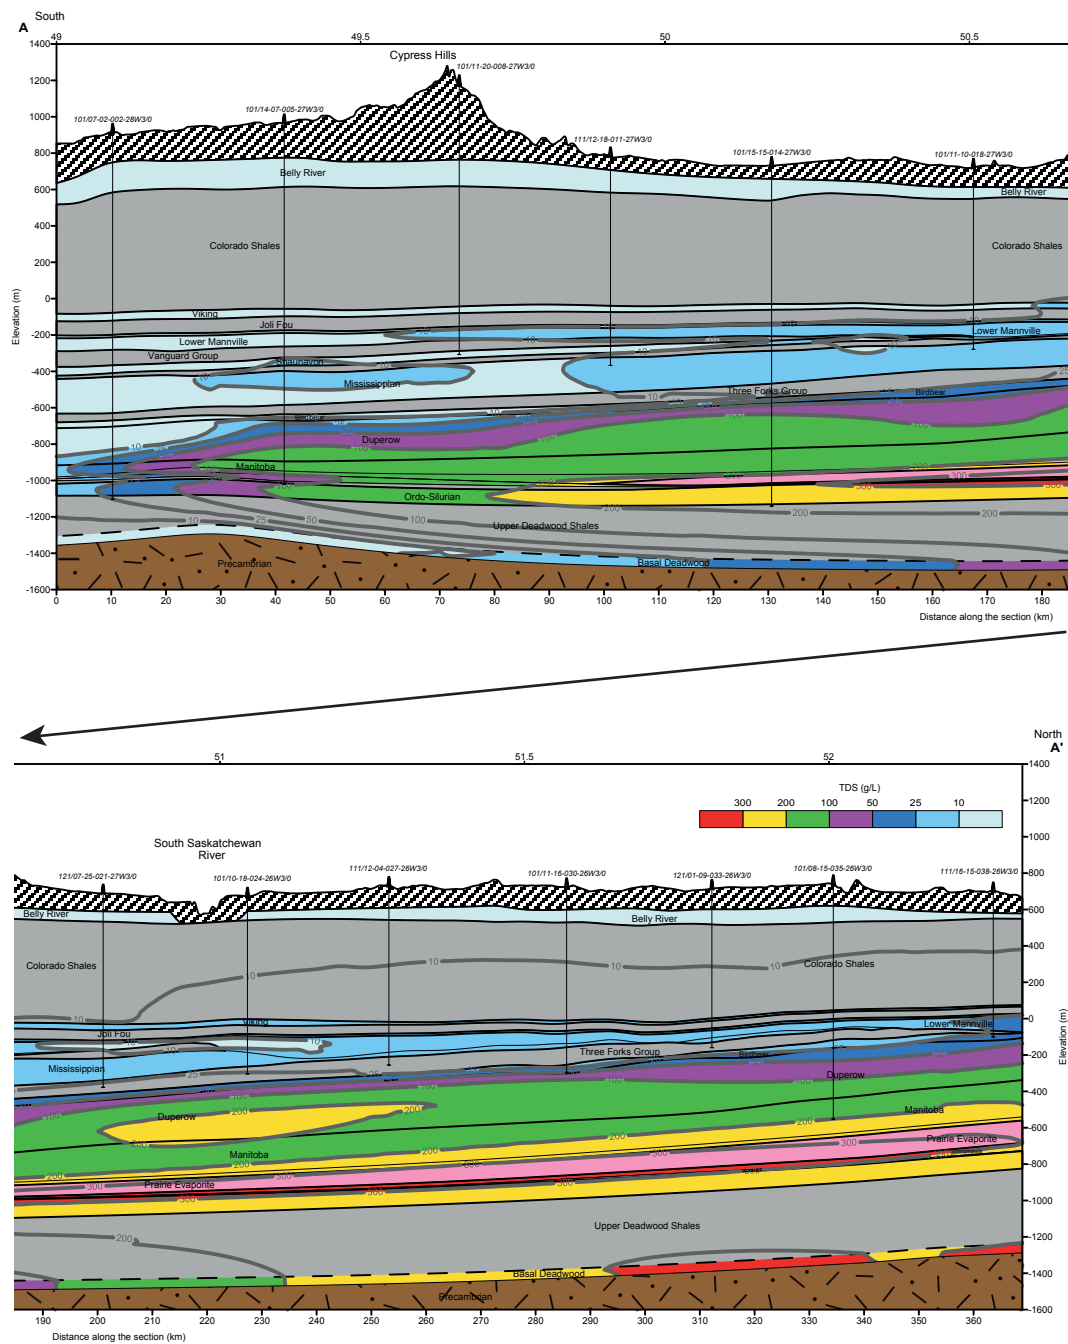 South
A
49
49.5
50
50.5
Cypress Hills
101/07-02-002-28W3/0
101/14-07-005-27W3/0
101/11-20-008-27W3/0
111/12-18-011-27W3/0
101/15-15-014-27W3/0
101/11-10-018-27W3/0
1400
1200
1000
800
600
400
200
0
-200
-400
-600
-800
-1000
-1200
-1400
-1600
Elevation (m)
Belly River
Belly River
Colorado Shales
Colorado Shales
Viking
Joli Fou
Lower Mannville
Lower Mannville
Vanguard Group
Shaunavon
Mississippian
Three Forks Group
Birdbear
Birdbear
Duperow
Manitoba
Ordo-Silurian
Upper Deadwood Shales
Basal Deadwood
Precambrian
10
25
50
100
200
300
0
10
20
30
40
50
60
70
80
90
100
110
120
130
140
150
160
170
180
Distance along the section (km)
North
A'
51
51.5
52
1400
1200
1000
800
600
400
200
0
-200
-400
-600
-800
-1000
-1200
-1400
-1600
Elevation (m)
TDS (g/L)
300
200
100
50
25
10
South Saskatchewan
River
121/07-25-021-27W3/0
101/10-18-024-26W3/0
111/12-04-027-26W3/0
101/11-16-030-26W3/0
121/01-09-033-26W3/0
101/08-15-035-26W3/0
111/16-15-038-26W3/0
Belly River
Belly River
Colorado Shales
Colorado Shales
Viking
Joli Fou
Lower Mannville
Mississippian
Three Forks Group
Birdbear
Duperow
Duperow
Manitoba
Manitoba
Prairie Evaporite
Prairie Evaporite
Upper Deadwood Shales
Basal Deadwood
Precambrian
10
25
100
200
300
190
200
210
220
230
240
250
260
270
280
290
300
310
320
330
340
350
360
Distance along the section (km)